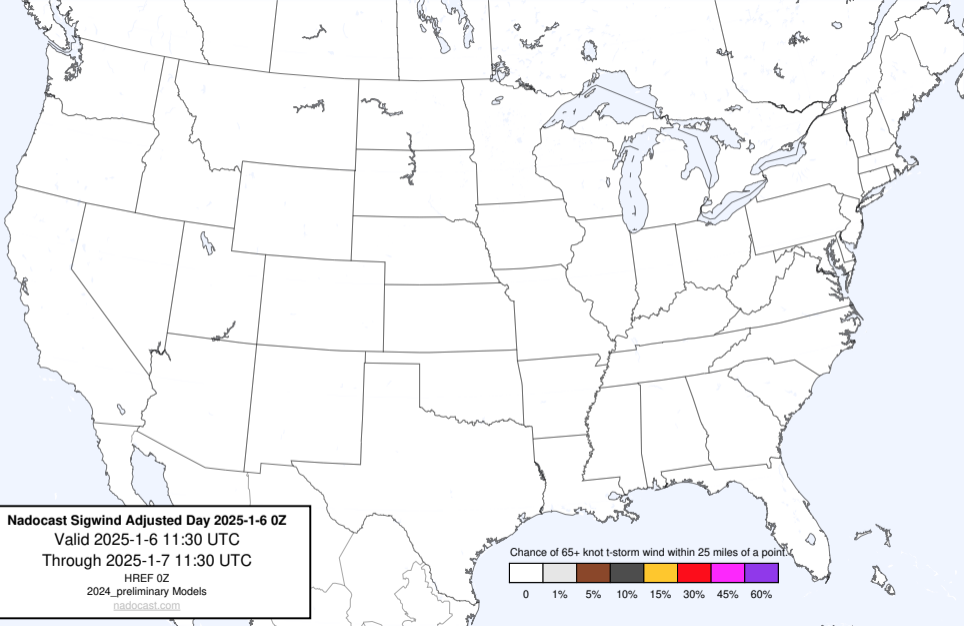 Nadocast Sigwind Adjusted Day 2025-1-6 0Z
Valid 2025-1-6 11:30 UTC
Through 2025-1-7 11:30 UTC
HREF 0Z
2024_preliminary Models
nadocast.com
Chance of 65+ knot t-storm wind within 25 miles of a point.
0 1% 5% 10% 15% 30% 45% 60%